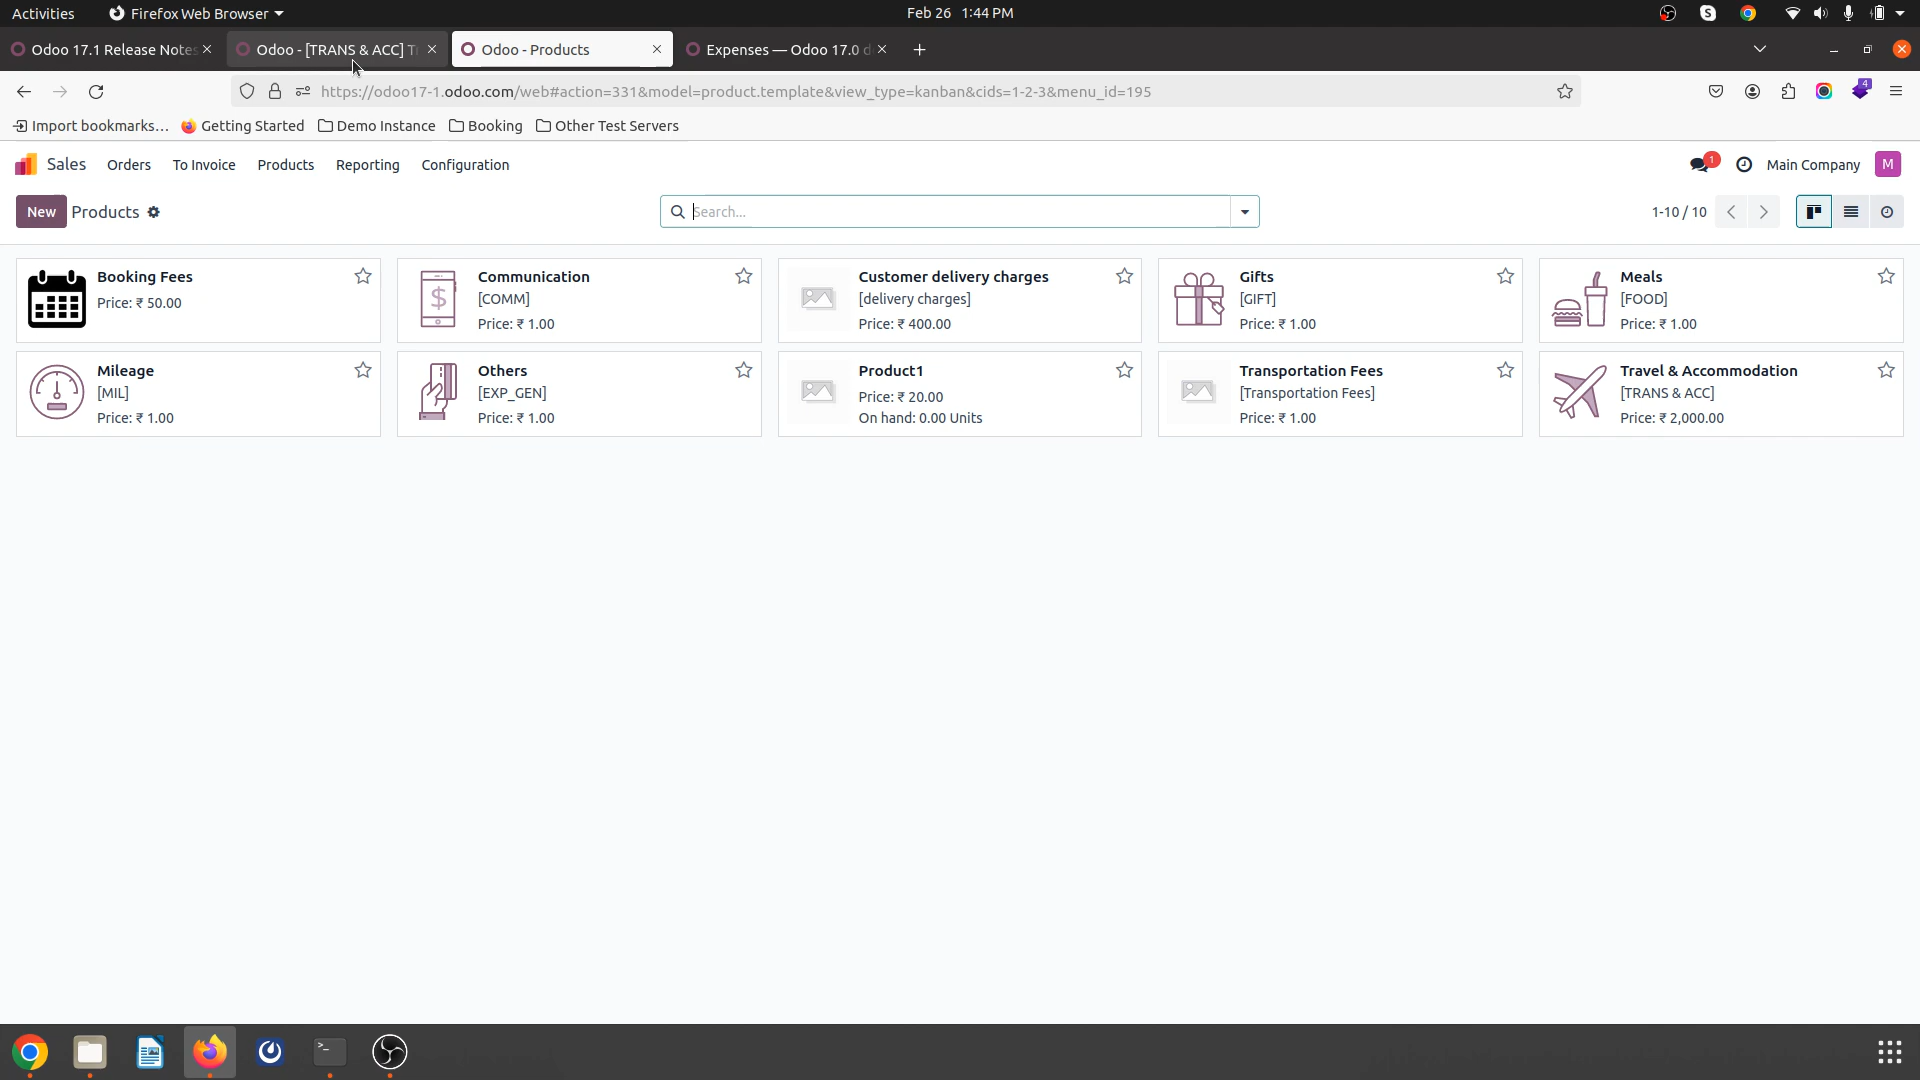 Activities
Firefox Web Browser
Feb 26 1:44 PM
Odoo 17.1 Release Notes
Odoo - [TRANS & ACC] T
Odoo - Products
Expenses — Odoo 17.0 d
https://odoo17-1.odoo.com/web#action=331&model=product.template&view_type=kanban&cids=1-2-3&menu_id=195
4
Import bookmarks...
Getting Started
Demo Instance
Booking
Other Test Servers
Sales
Orders
To Invoice
Products
Reporting
Configuration
1
Main Company
M
New
Products
Search...
1-10 / 10
Booking Fees
Price: ₹ 50.00
Communication
[COMM]
Price: ₹ 1.00
Customer delivery charges
[delivery charges]
Price: ₹ 400.00
Gifts
[GIFT]
Price: ₹ 1.00
Meals
[FOOD]
Price: ₹ 1.00
Mileage
[MIL]
Price: ₹ 1.00
Others
[EXP_GEN]
Price: ₹ 1.00
Product1
Price: ₹ 20.00
On hand: 0.00 Units
Transportation Fees
[Transportation Fees]
Price: ₹ 1.00
Travel & Accommodation
[TRANS & ACC]
Price: ₹ 2,000.00